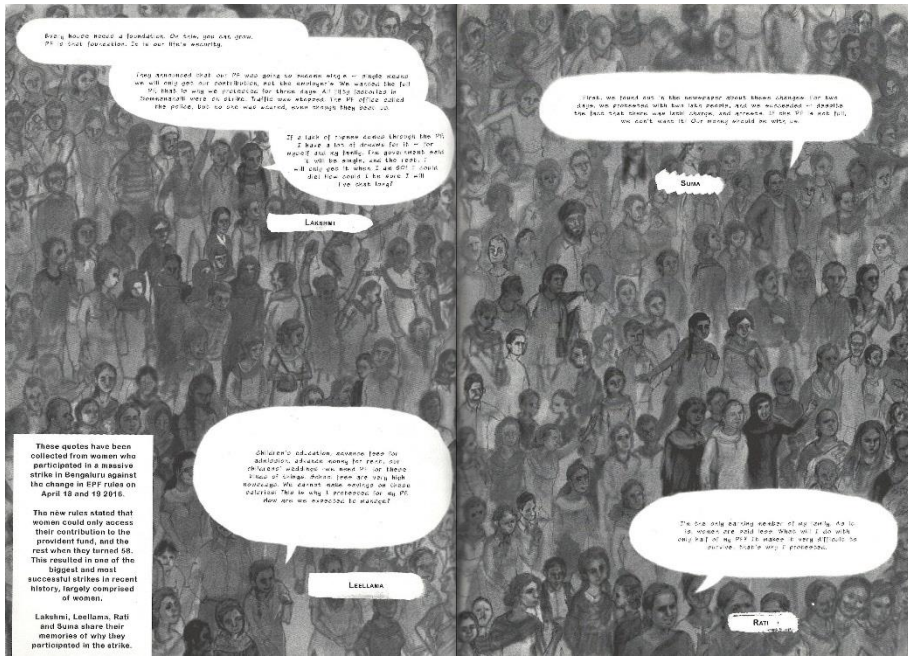 Every house needs a foundation. On this, you can grow.
PF is that foundation. It is our life's security.
They announced that our PF was going to become single – single means
we will only get our contribution, not the employer's. We wanted the full
PF, that is why we protested for three days. All fifty factories in
Bommanahalli were on strike. Traffic was stopped. The PF office called
the police, but no one was scared, even though they beat us.
If a lack of rupees comes through the PF,
I have a lot of dreams for it – for
myself and my family. The government said
it will be single, and the rest, I
will only get it when I am 60! I could
die! How could I be sure I will
live that long?
LAKSHMI
These quotes have been
collected from women who
participated in a massive
strike in Bengaluru against
the change in EPF rules on
April 18 and 19 2016.
The new rules stated that
women could only access
their contribution to the
provident fund, and the
rest when they turned 58.
This resulted in one of the
biggest and most
successful strikes in recent
history, largely comprised
of women.
Lakshmi, Leellama, Rati
and Suma share their
memories of why they
participated in the strike.
Children's education, advance fees for
admission, advance money for rent, our
childrens' weddings – we need PF for these
kinds of things. School fees are very high
nowadays. We cannot make savings on these
salaries! This is why I protested for my PF.
How are we expected to manage?
LEELLAMA
First, we found out in the newspaper about these changes. For two
days, we protested with two lakh people, and we succeeded – despite
the fact that there was lathi charge, and arrests. If the PF is not full,
we don't want it! Our money should be with us.
SUMA
I'm the only earning member of my family. As it
is, women are paid less. What will I do with
only half of my PF? It makes it very difficult to
survive. That's why I protested.
RATI